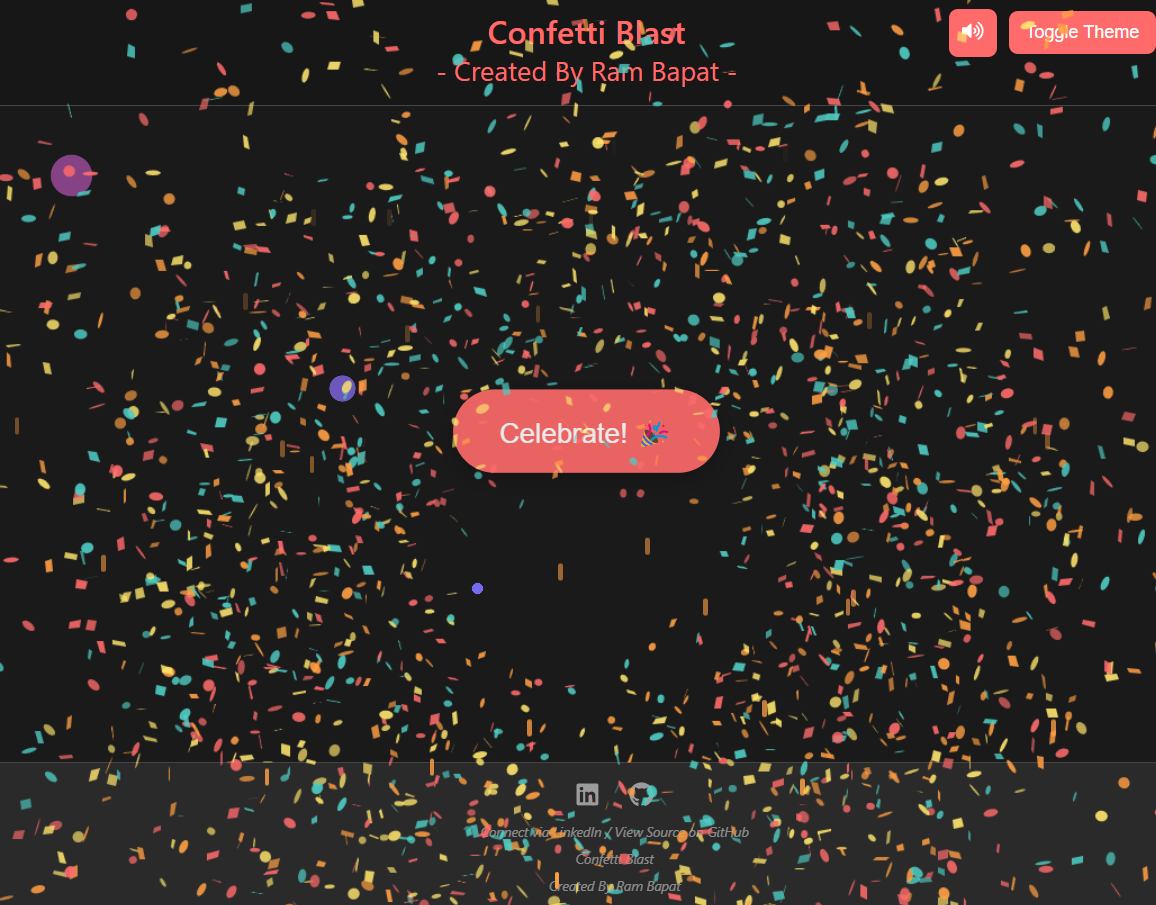 Confetti Blast
- Created By Ram Bapat -
Toggle Theme
Celebrate! 🎉
Connect via LinkedIn / View Source on GitHub
Confetti Blast
Created By Ram Bapat